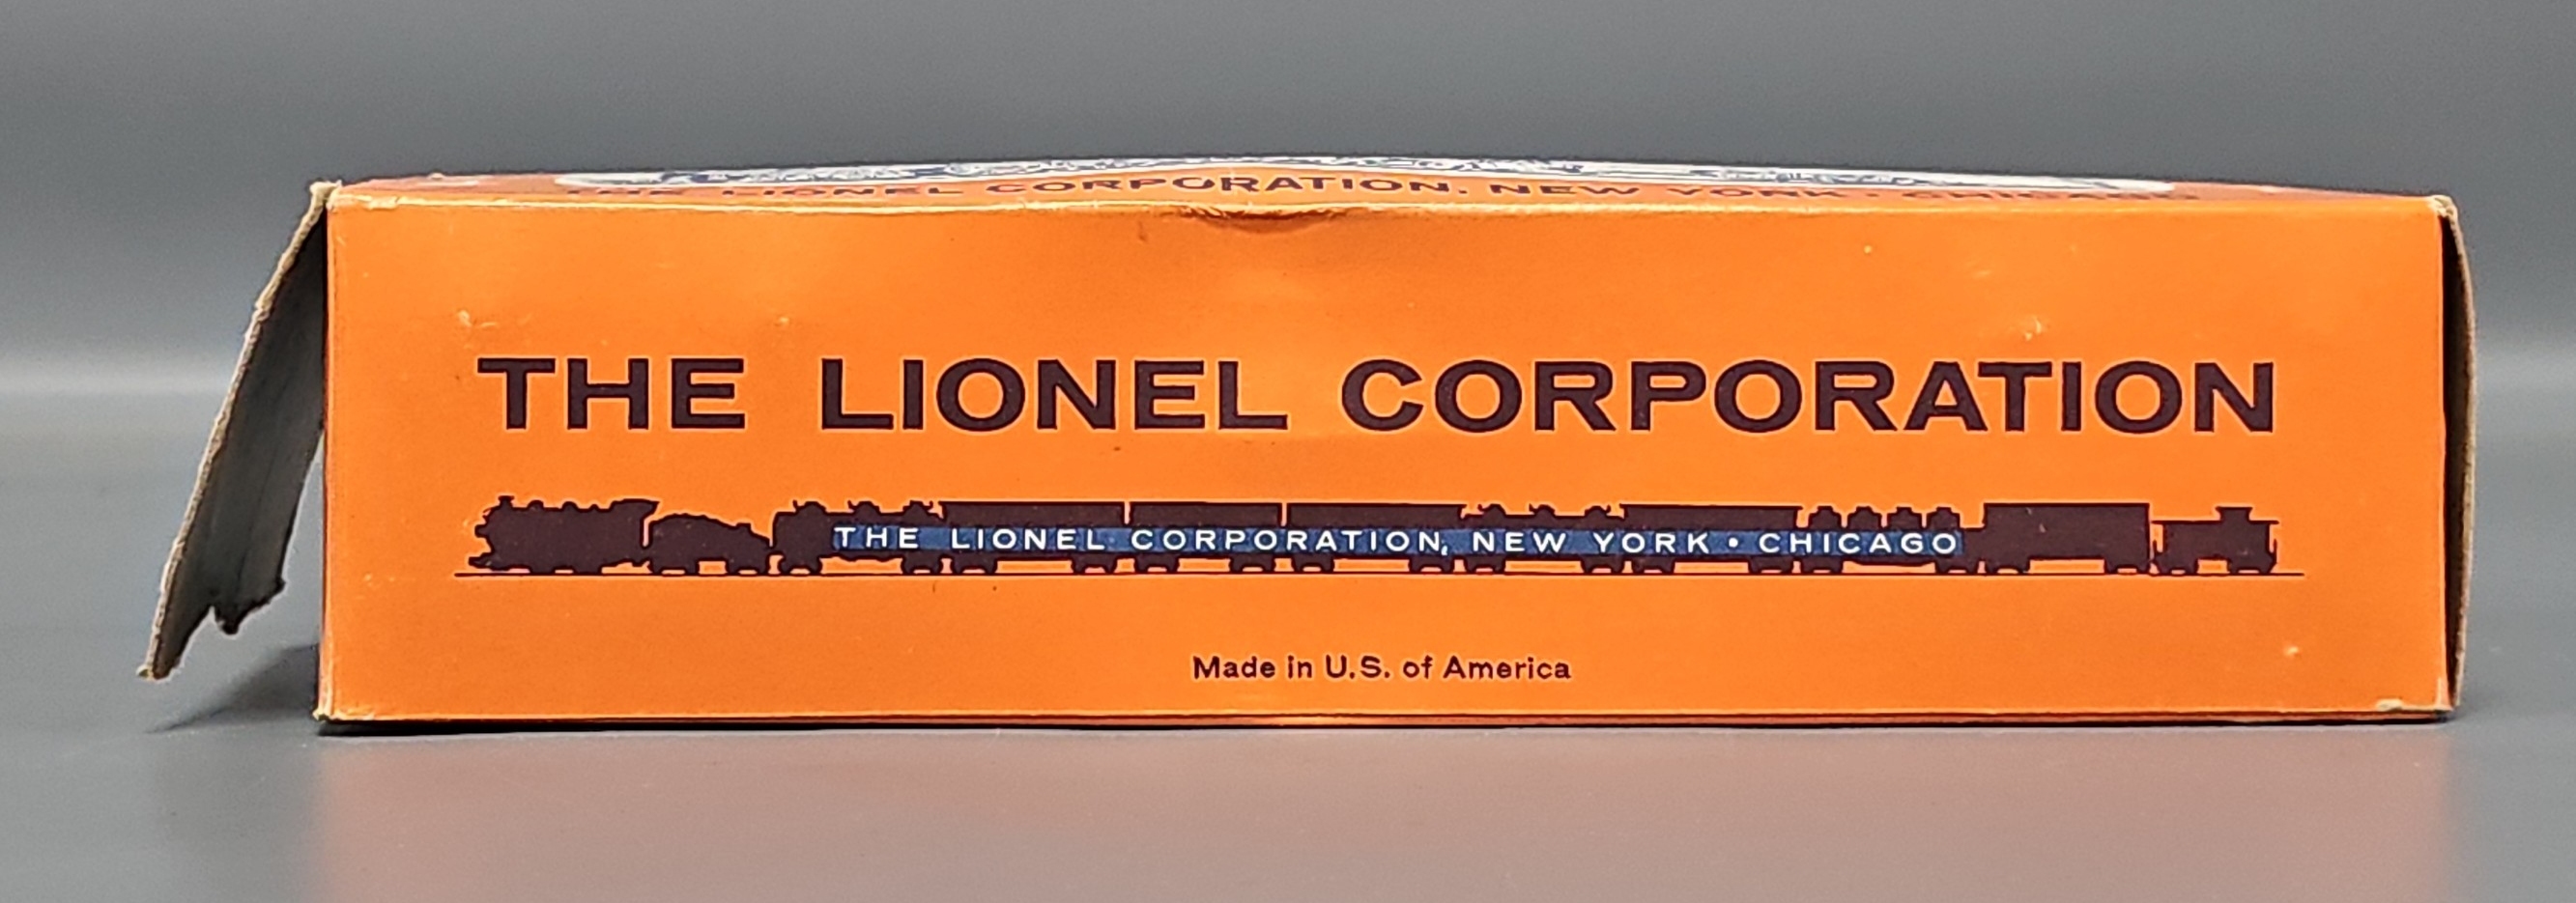 THE LIONEL CORPORATION, NEW YORK • CHICAGO
THE LIONEL CORPORATION
THE LIONEL CORPORATION, NEW YORK • CHICAGO
Made in U.S. of America